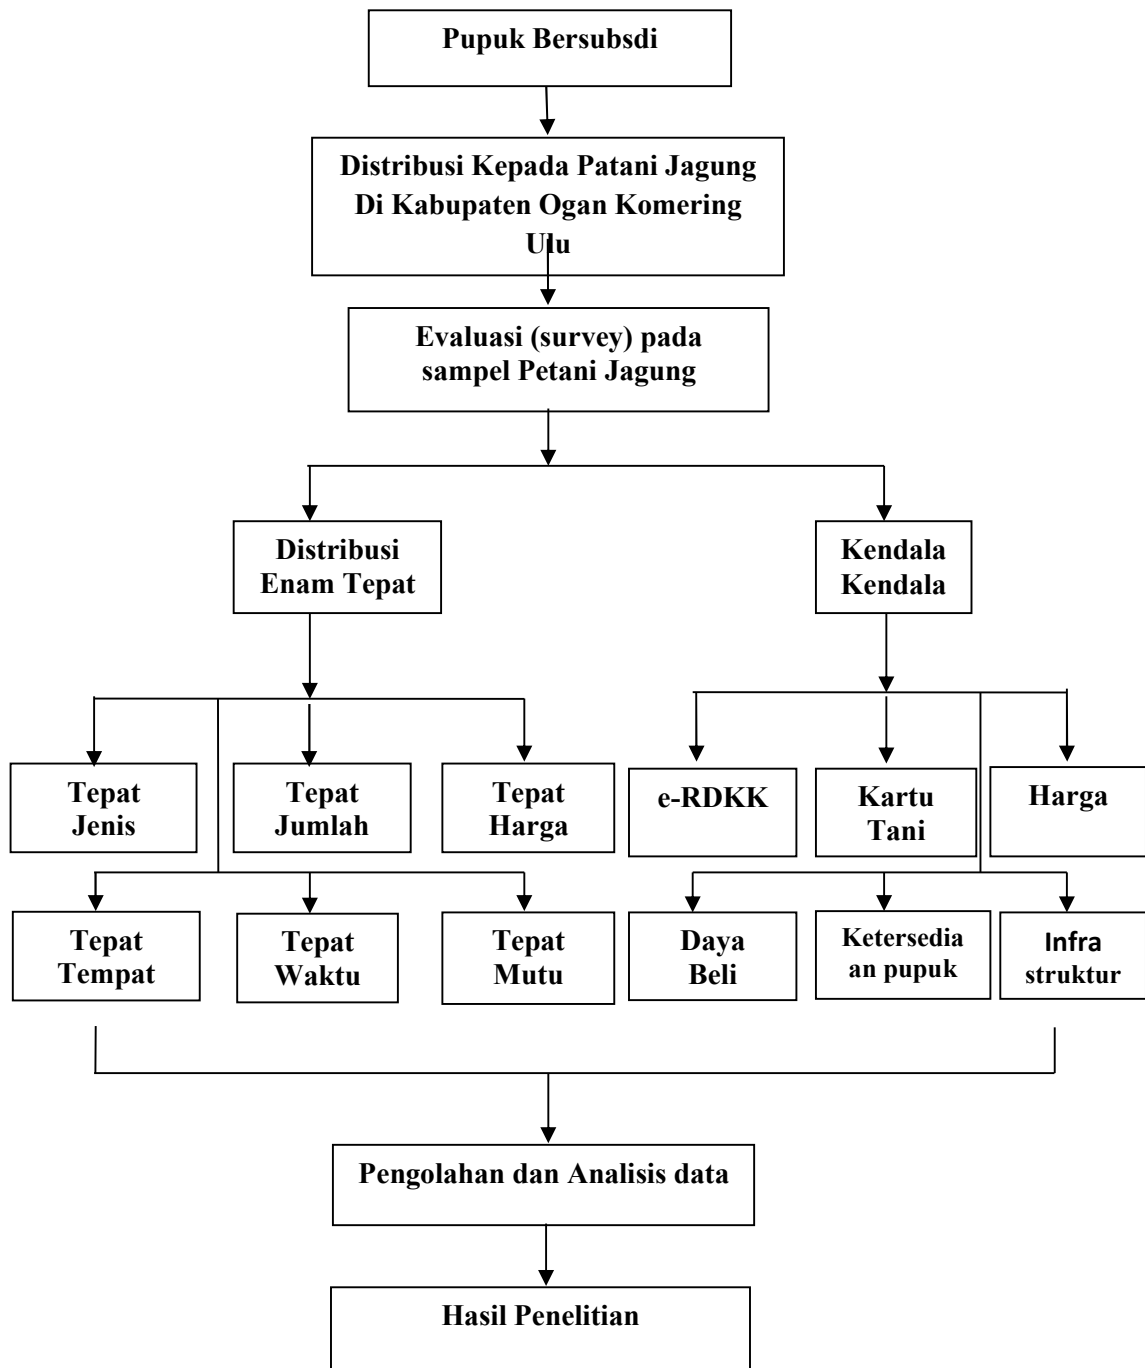 Pupuk Bersubsdi
Distribusi Kepada Patani Jagung
Di Kabupaten Ogan Komering
Ulu
Evaluasi (survey) pada
sampel Petani Jagung
Distribusi
Enam Tepat
Kendala
Kendala
Tepat
Jenis
Tepat
Jumlah
Tepat
Harga
e-RDKK
Kartu
Tani
Harga
Tepat
Tempat
Tepat
Waktu
Tepat
Mutu
Daya
Beli
Ketersedia
an pupuk
Infra
struktur
Pengolahan dan Analisis data
Hasil Penelitian